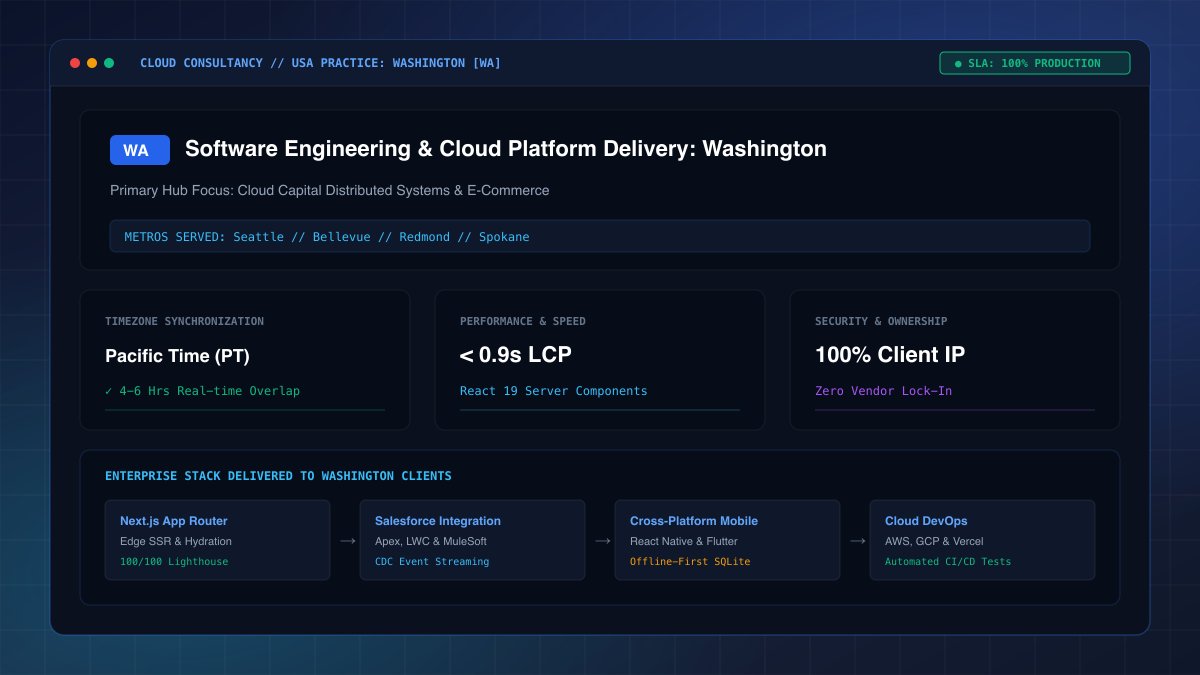 CLOUD CONSULTANCY // USA PRACTICE: WASHINGTON [WA]
● SLA: 100% PRODUCTION
WA
Software Engineering & Cloud Platform Delivery: Washington
Primary Hub Focus: Cloud Capital Distributed Systems & E-Commerce
METROS SERVED: Seattle // Bellevue // Redmond // Spokane
TIMEZONE SYNCHRONIZATION
Pacific Time (PT)
✓ 4–6 Hrs Real-time Overlap
PERFORMANCE & SPEED
< 0.9s LCP
React 19 Server Components
SECURITY & OWNERSHIP
100% Client IP
Zero Vendor Lock-In
ENTERPRISE STACK DELIVERED TO WASHINGTON CLIENTS
Next.js App Router
Edge SSR & Hydration
100/100 Lighthouse
→
Salesforce Integration
Apex, LWC & MuleSoft
CDC Event Streaming
→
Cross-Platform Mobile
React Native & Flutter
Offline-First SQLite
→
Cloud DevOps
AWS, GCP & Vercel
Automated CI/CD Tests